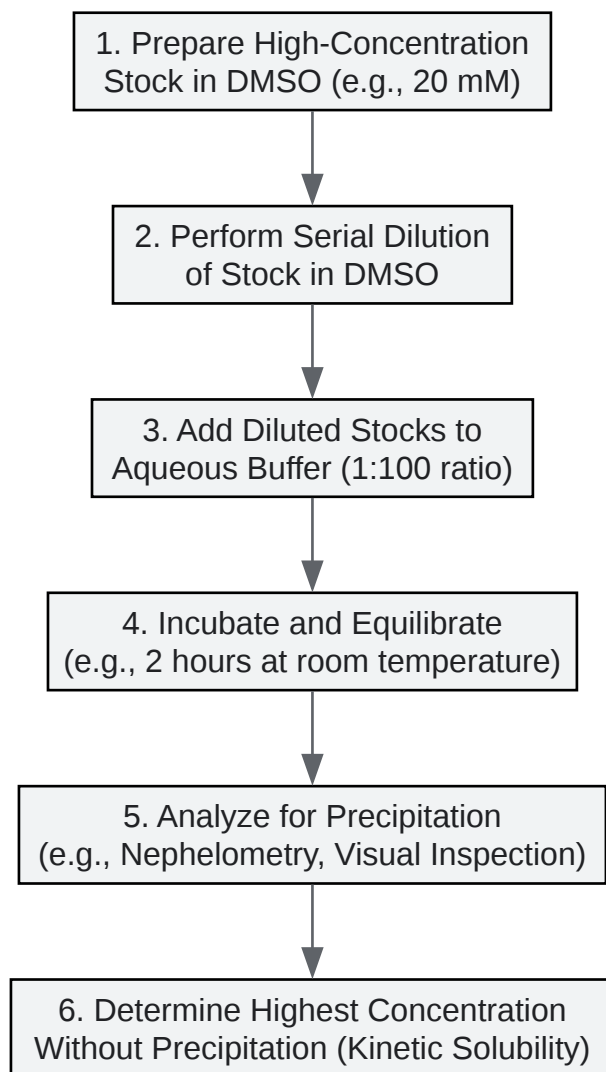 1. Prepare High-Concentration
Stock in DMSO (e.g., 20 mM)
2. Perform Serial Dilution
of Stock in DMSO
3. Add Diluted Stocks to
Aqueous Buffer (1:100 ratio)
4. Incubate and Equilibrate
(e.g., 2 hours at room temperature)
5. Analyze for Precipitation
(e.g., Nephelometry, Visual Inspection)
6. Determine Highest Concentration
Without Precipitation (Kinetic Solubility)